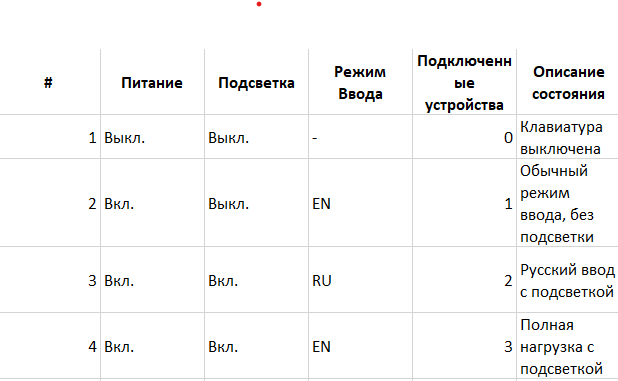 # Питание Подсветка Режим Ввода Подключенные устройства Описание состояния
1 Выкл. Выкл. - 0 Клавиатура выключена
2 Вкл. Выкл. EN 1 Обычный режим ввода, без подсветки
3 Вкл. Вкл. RU 2 Русский ввод с подсветкой
4 Вкл. Вкл. EN 3 Полная нагрузка с подсветкой